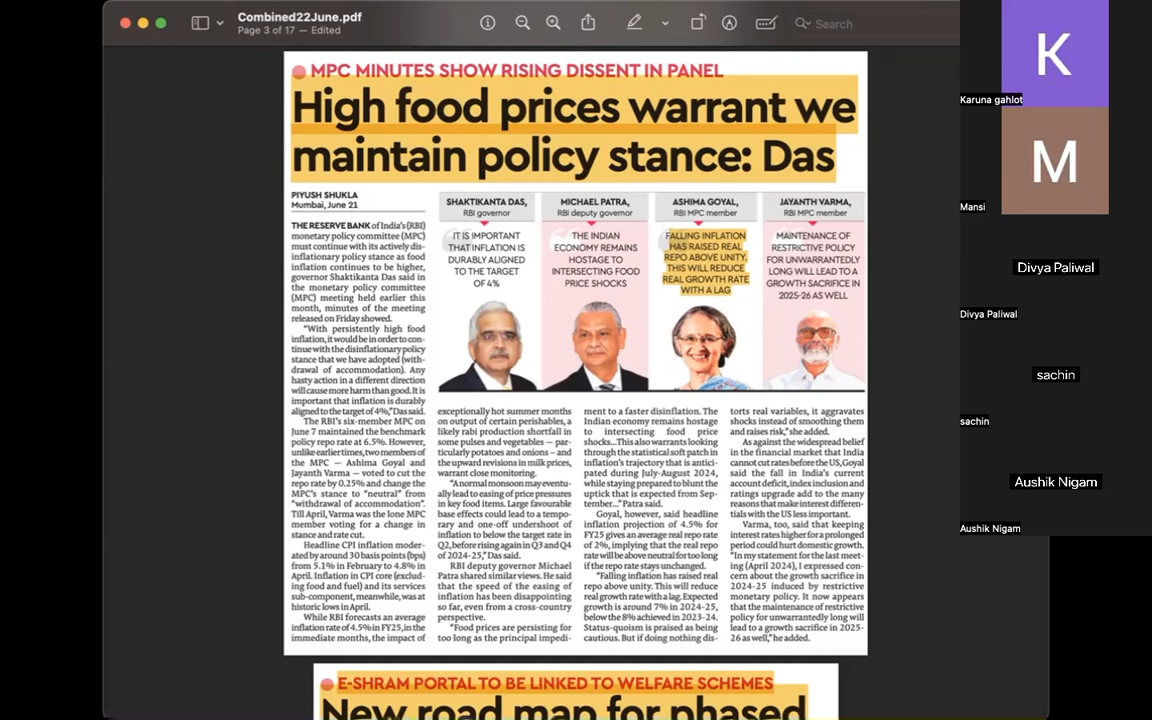 Combined22June.pdf
Page 3 of 17 — Edited
Search
MPC MINUTES SHOW RISING DISSENT IN PANEL
High food prices warrant we
maintain policy stance: Das
PIYUSH SHUKLA
Mumbai, June 21
THE RESERVE BANK of India's (RBI)
monetary policy committee (MPC)
must continue with its actively dis-
inflationary policy stance as food
inflation continues to be higher,
governor Shaktikanta Das said in
the monetary policy committee
(MPC) meeting held earlier this
month, minutes of the meeting
released on Friday showed.
"With persistently high food
inflation, it would be in order to con-
tinue with the disinflationary policy
stance that we have adopted (with-
drawal of accommodation). Any
hasty action in a different direction
will cause more harm than good. It is
important that inflation is durably
aligned to the target of 4%," Das said.
The RBI's six-member MPC on
June 7 maintained the benchmark
policy repo rate at 6.5%. However,
unlike earlier times, two members of
the MPC — Ashima Goyal and
Jayanth Varma — voted to cut the
repo rate by 0.25% and change the
MPC's stance to "neutral" from
"withdrawal of accommodation".
Till April, Varma was the lone MPC
member voting for a change in
stance and rate cut.
Headline CPI inflation moder-
ated by around 30 basis points (bps)
from 5.1% in February to 4.8% in
April. Inflation in CPI core (exclud-
ing food and fuel) and its services
sub-component, meanwhile, was at
historic lows in April.
While RBI forecasts an average
inflation rate of 4.5% in FY25, in the
immediate months, the impact of
SHAKTIKANTA DAS,
RBI governor
IT IS IMPORTANT
THAT INFLATION IS
DURABLY ALIGNED
TO THE TARGET
OF 4%
MICHAEL PATRA,
RBI deputy governor
THE INDIAN
ECONOMY REMAINS
HOSTAGE TO
INTERSECTING FOOD
PRICE SHOCKS
ASHIMA GOYAL,
RBI MPC member
FALLING INFLATION
HAS RAISED REAL
REPO ABOVE UNITY.
THIS WILL REDUCE
REAL GROWTH RATE
WITH A LAG
JAYANTH VARMA,
RBI MPC member
MAINTENANCE OF
RESTRICTIVE POLICY
FOR UNWARRANTEDLY
LONG WILL LEAD TO A
GROWTH SACRIFICE IN
2025-26 AS WELL
exceptionally hot summer months
on output of certain perishables, a
likely rabi production shortfall in
some pulses and vegetables — par-
ticularly potatoes and onions – and
the upward revisions in milk prices,
warrant close monitoring.
"A normal monsoon may eventu-
ally lead to easing of price pressures
in key food items. Large favourable
base effects could lead to a tempo-
rary and one-off undershoot of
inflation to below the target rate in
Q2, before rising again in Q3 and Q4
of 2024-25," Das said.
RBI deputy governor Michael
Patra shared similar views. He said
that the speed of the easing of
inflation has been disappointing
so far, even from a cross-country
perspective.
"Food prices are persisting for
too long as the principal impedi-
ment to a faster disinflation. The
Indian economy remains hostage
to intersecting food price
shocks...This also warrants looking
through the statistical soft patch in
inflation's trajectory that is antici-
pated during July-August 2024,
while staying prepared to blunt the
uptick that is expected from Sep-
tember..." Patra said.
Goyal, however, said headline
inflation projection of 4.5% for
FY25 gives an average real repo rate
of 2%, implying that the real repo
rate will be above neutral for too long
if the repo rate stays unchanged.
"Falling inflation has raised real
repo above unity. This will reduce
real growth rate with a lag. Expected
growth is around 7% in 2024-25,
below the 8% achieved in 2023-24.
Status-quoism is praised as being
cautious. But if doing nothing dis-
torts real variables, it aggravates
shocks instead of smoothing them
and raises risk," she added.
As against the widespread belief
in the financial market that India
cannot cut rates before the US, Goyal
said the fall in India's current
account deficit, index inclusion and
ratings upgrade add to the many
reasons that make interest differen-
tials with the US less important.
Varma, too, said that keeping
interest rates higher for a prolonged
period could hurt domestic growth.
"In my statement for the last meet-
ing (April 2024), I expressed con-
cern about the growth sacrifice in
2024-25 induced by restrictive
monetary policy. It now appears
that the maintenance of restrictive
policy for unwarrantedly long will
lead to a growth sacrifice in 2025-
26 as well," he added.
E-SHRAM PORTAL TO BE LINKED TO WELFARE SCHEMES
New road map for phased
K
Karuna gahlot
M
Mansi
Divya Paliwal
Divya Paliwal
sachin
sachin
Aushik Nigam
Aushik Nigam